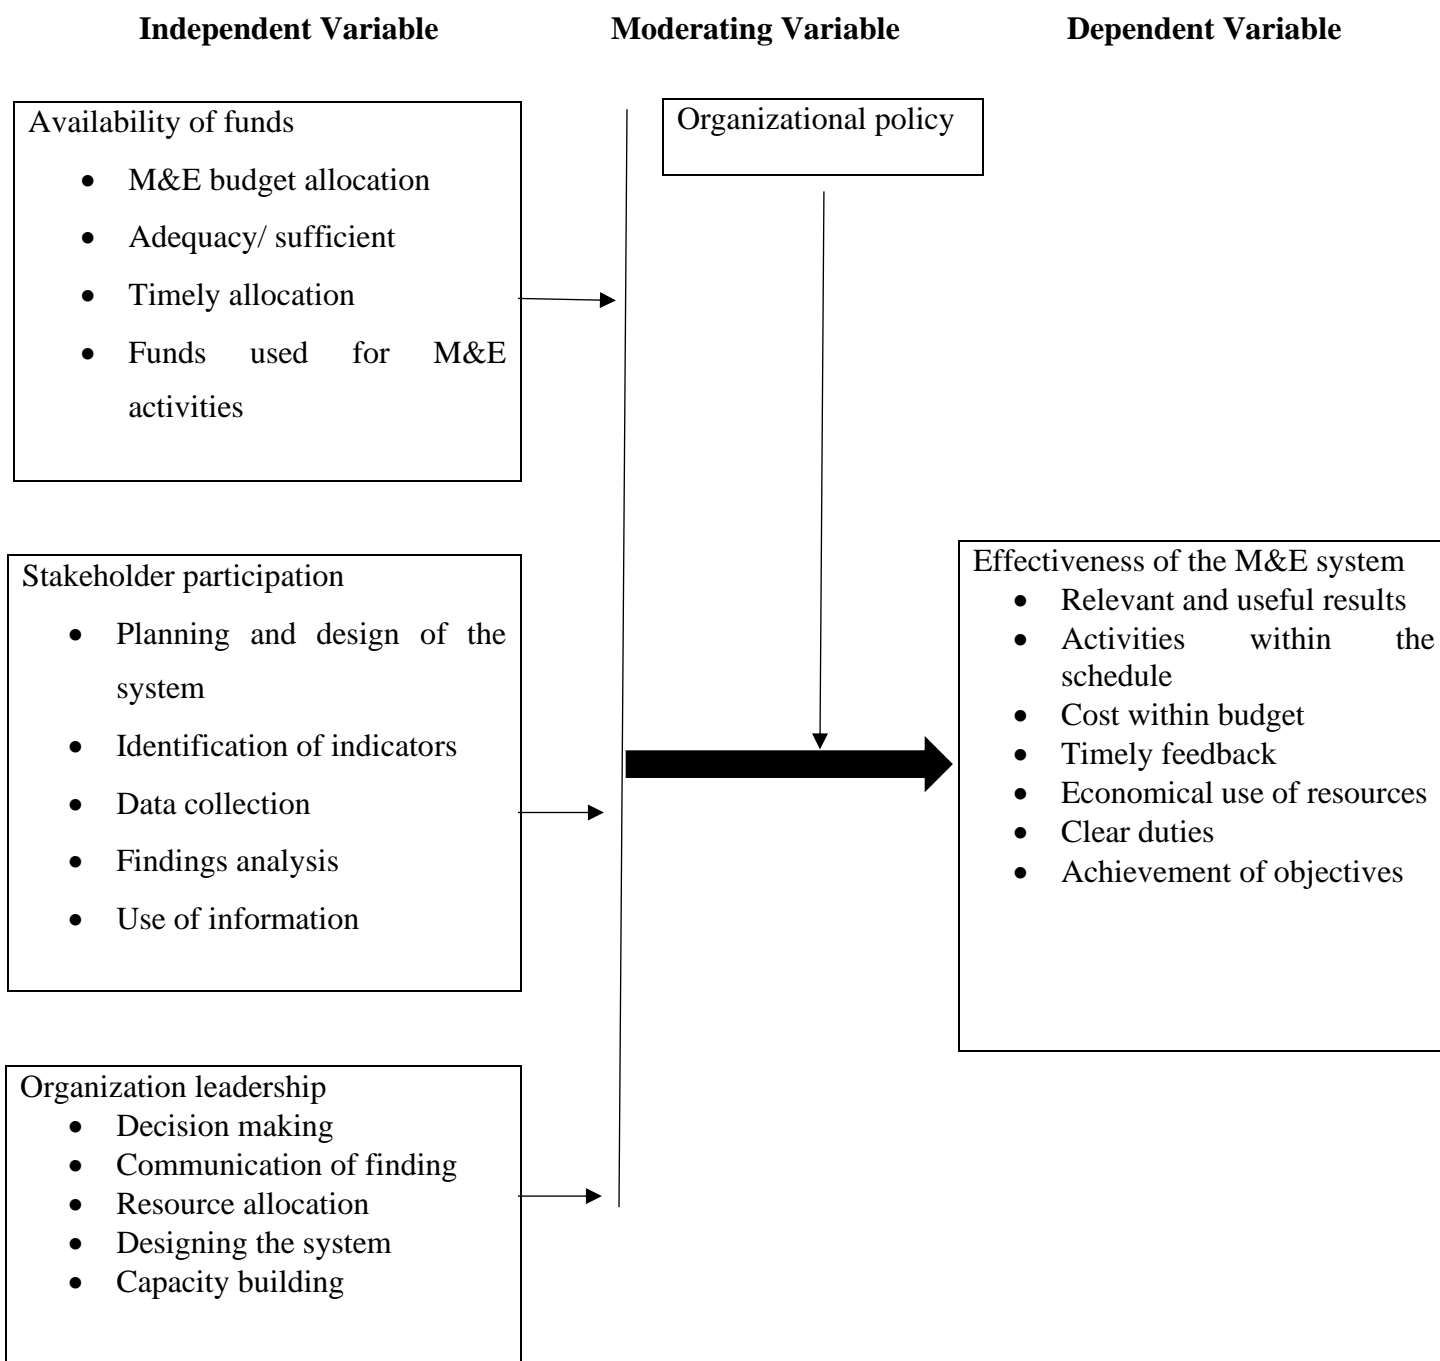 Independent Variable
Moderating Variable
Dependent Variable
Availability of funds
• M&E budget allocation
• Adequacy/ sufficient
• Timely allocation
• Funds used for M&E
activities
Organizational policy
Stakeholder participation
• Planning and design of the
system
• Identification of indicators
• Data collection
• Findings analysis
• Use of information
Effectiveness of the M&E system
• Relevant and useful results
• Activities within the
schedule
• Cost within budget
• Timely feedback
• Economical use of resources
• Clear duties
• Achievement of objectives
Organization leadership
• Decision making
• Communication of finding
• Resource allocation
• Designing the system
• Capacity building